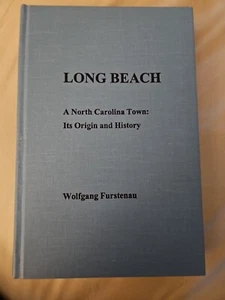 LONG BEACH
A North Carolina Town:
Its Origin and History
Wolfgang Furstenau